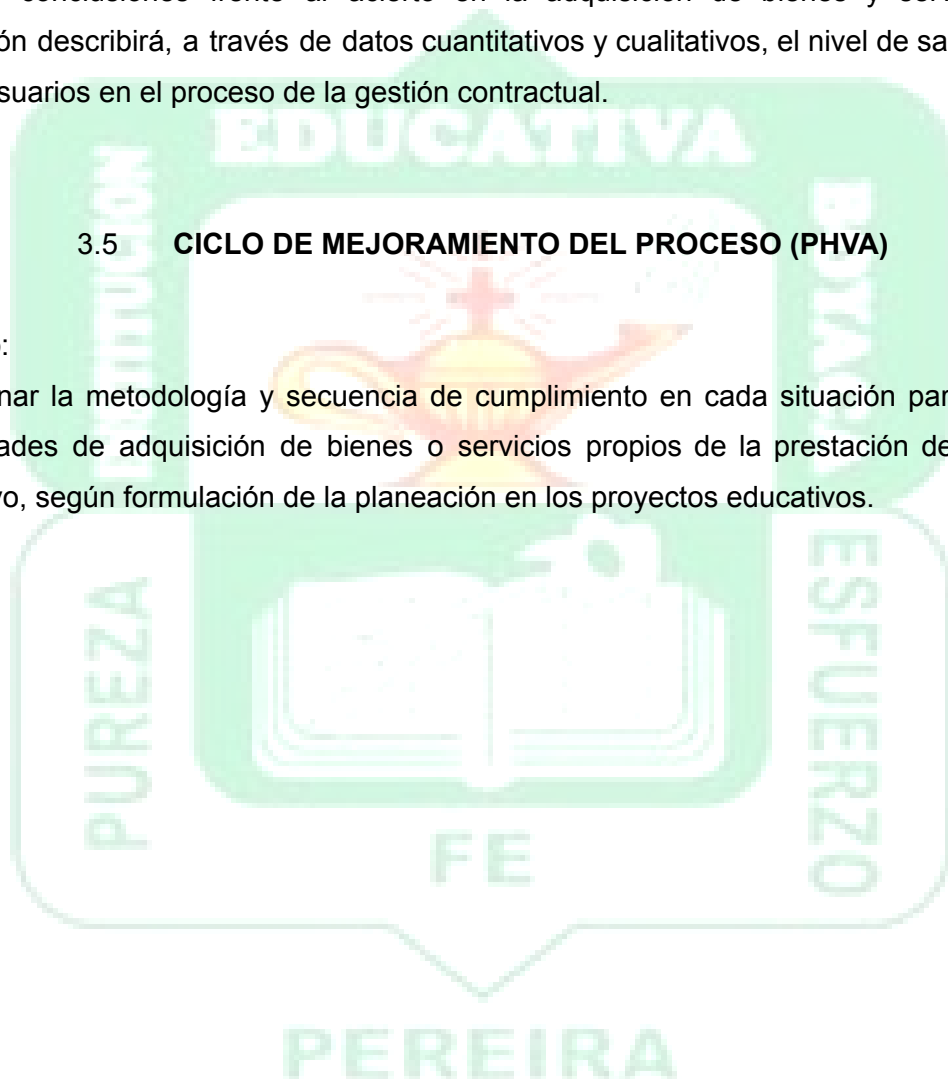 conclusiones frente al acierto en la adquisición de bienes y
ón describirá, a través de datos cuantitativos y cualitativos, el nivel de sa
suarios en el proceso de la gestión contractual.
EDUCATIVA
INSTITUCION
BOYACA
3.5 CICLO DE MEJORAMIENTO DEL PROCESO (PHVA)
:
nar la metodología y secuencia de cumplimiento en cada situación par
ades de adquisición de bienes o servicios propios de la prestación de
vo, según formulación de la planeación en los proyectos educativos.
PUREZA
ESFUERZO
FE
PEREIRA